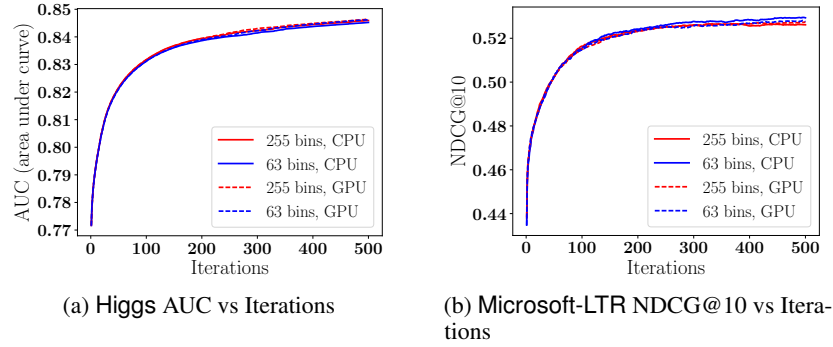 0.85
0.84
0.83
0.82
0.81
0.80
0.79
0.78
0.77
AUC (area under curve)
0 100 200 300 400 500
Iterations
255 bins, CPU
63 bins, CPU
255 bins, GPU
63 bins, GPU
(a) Higgs AUC vs Iterations
0.52
0.50
0.48
0.46
0.44
NDCG@10
0 100 200 300 400 500
Iterations
255 bins, CPU
63 bins, CPU
255 bins, GPU
63 bins, GPU
(b) Microsoft-LTR NDCG@10 vs Itera-
tions